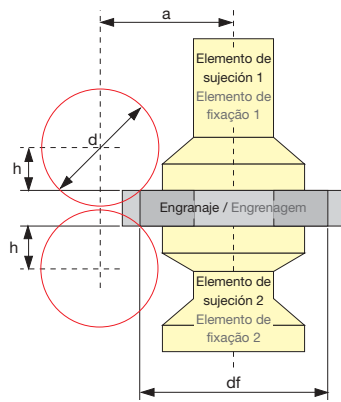 a
Elemento de
sujeción 1
Elemento de
fixação 1
d
h
Engranaje / Engrenagem
h
Elemento de
sujeción 2
Elemento de
fixação 2
df